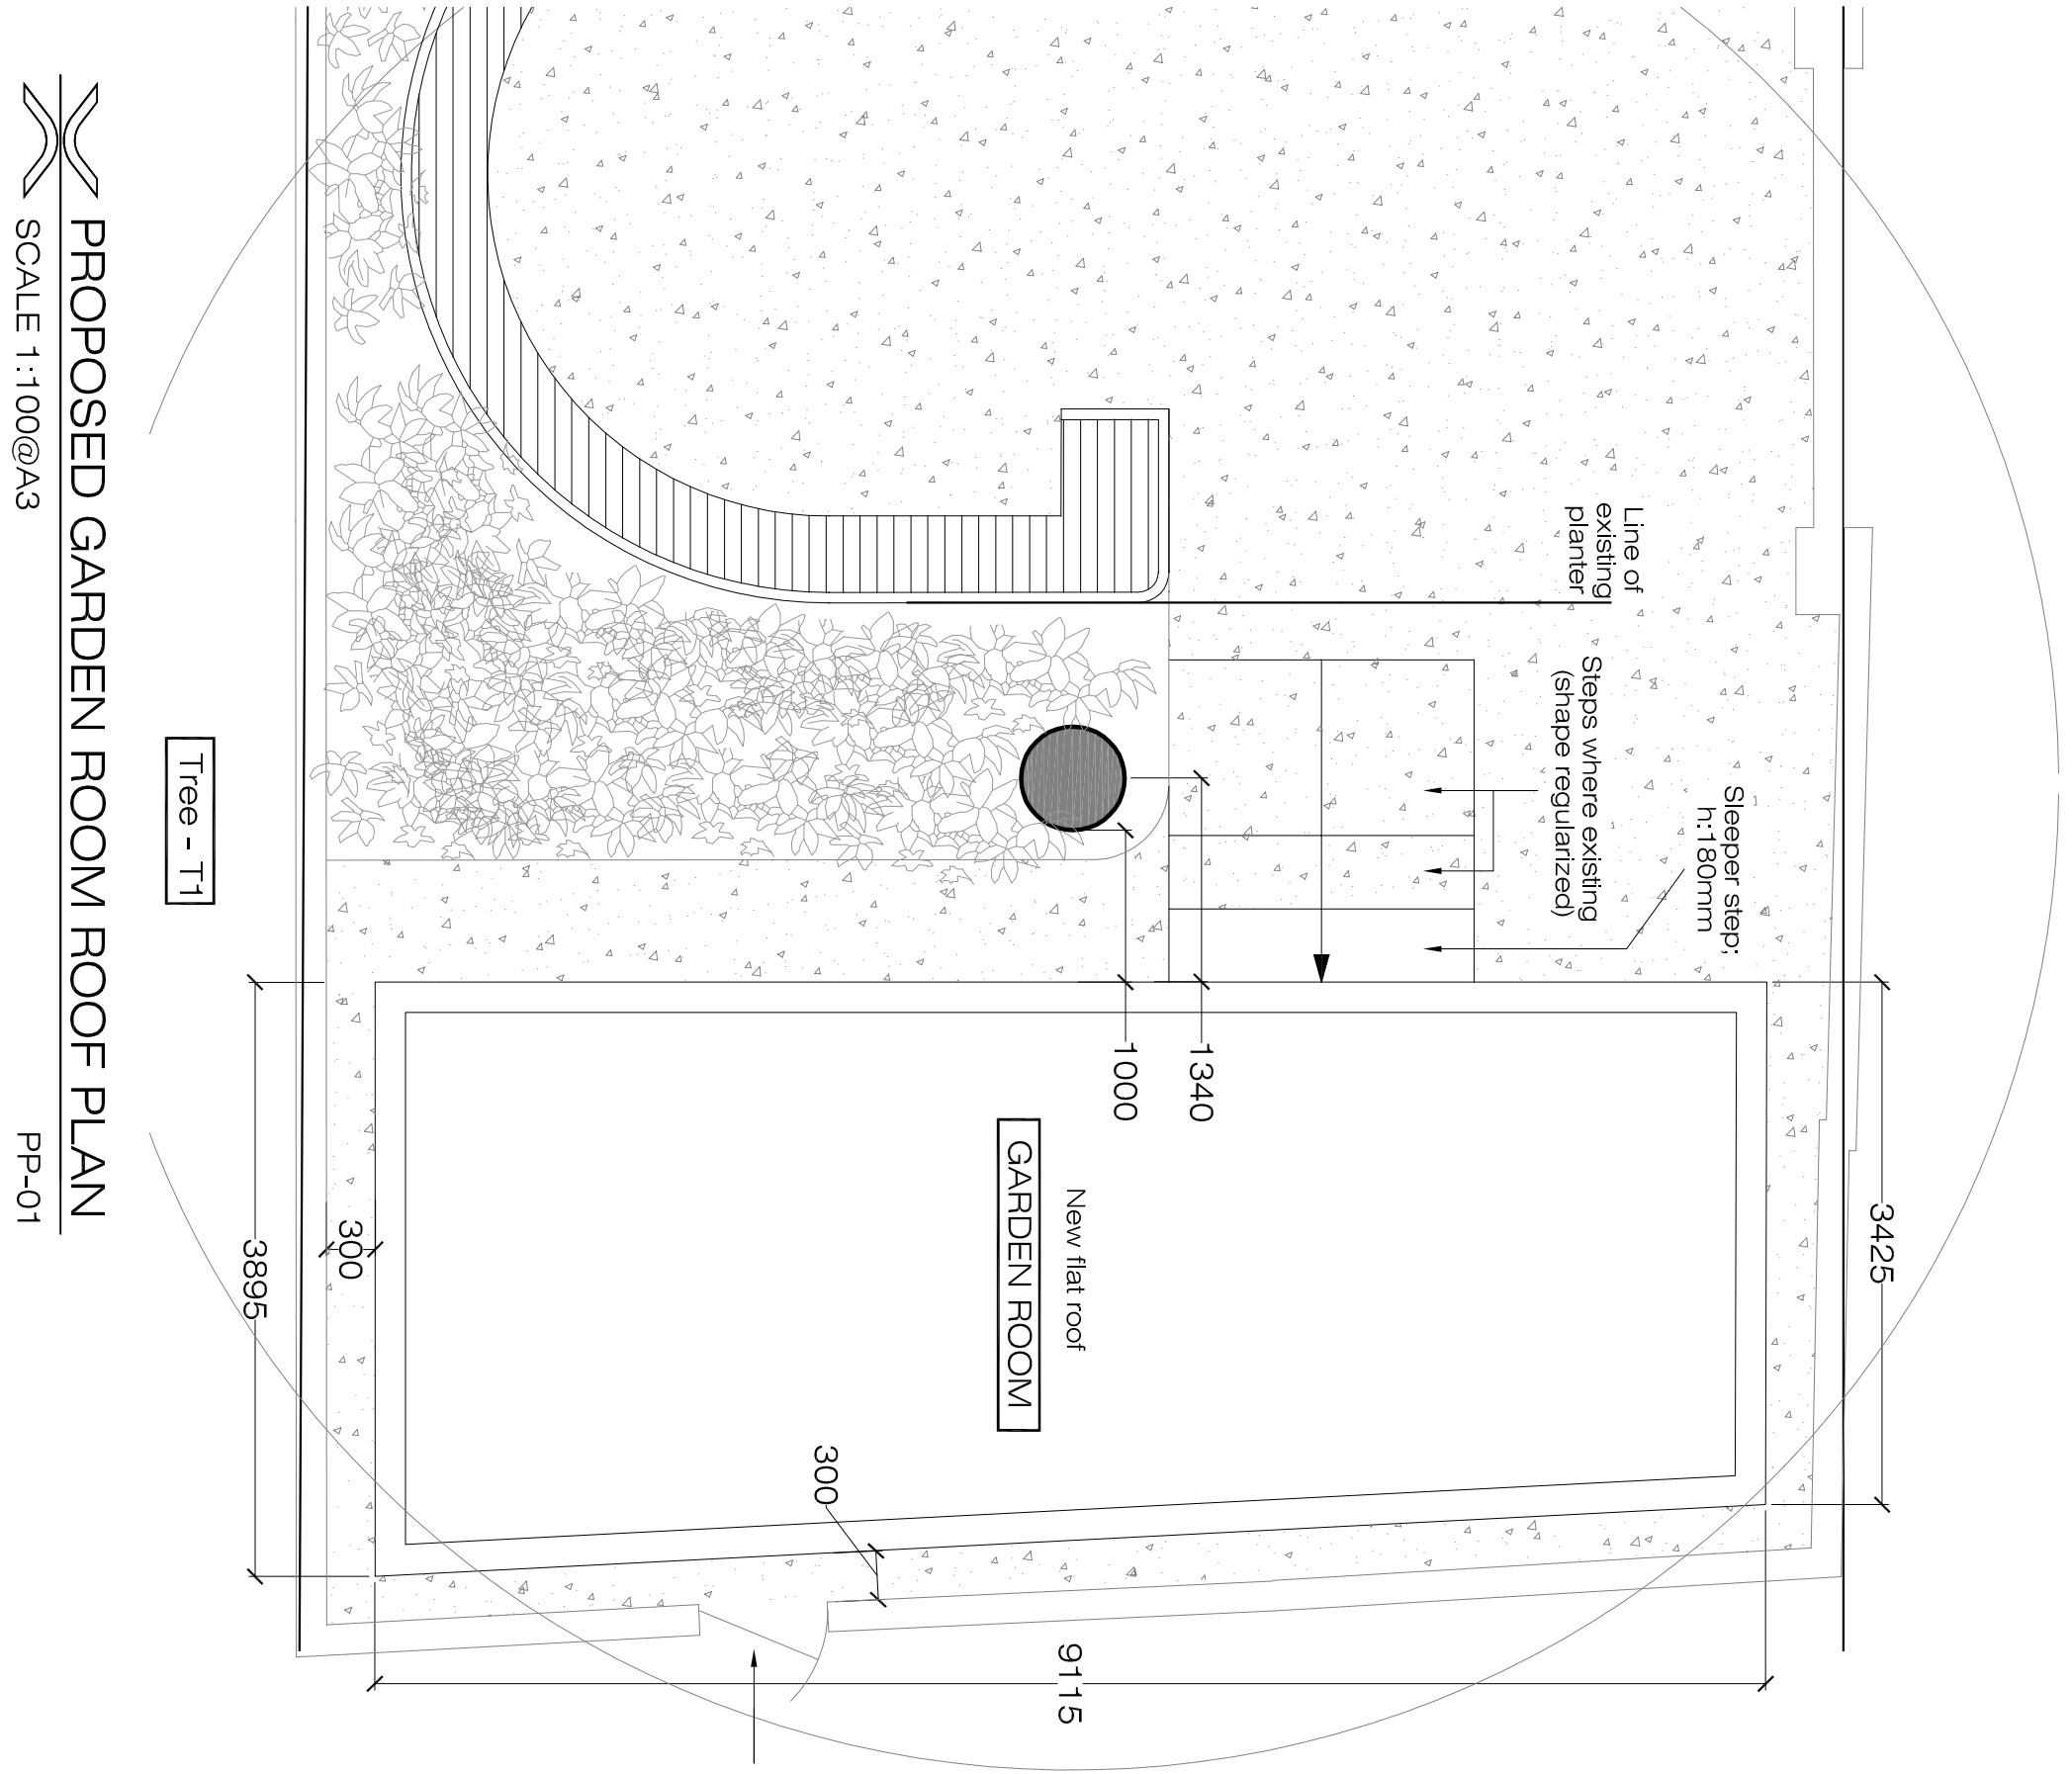 Line of
existing
planter
Steps where existing
(shape regularized)
Sleeper step;
h:180mm
3425
1340
1000
New flat roof
GARDEN ROOM
300
9115
300
3895
Tree - T1
PROPOSED GARDEN ROOM ROOF PLAN
SCALE 1:100@A3
PP-01